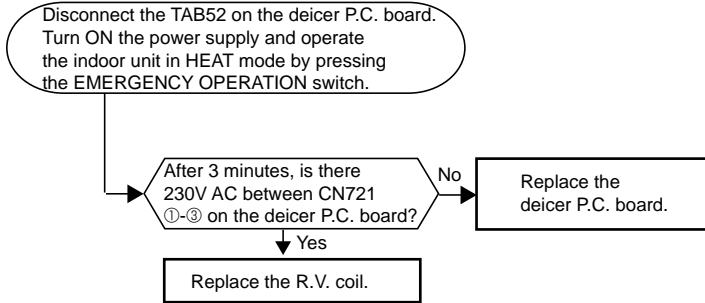 Disconnect the TAB52 on the deicer P.C. board.
Turn ON the power supply and operate
the indoor unit in HEAT mode by pressing
the EMERGENCY OPERATION switch.
After 3 minutes, is there
230V AC between CN721
①-③ on the deicer P.C. board?
No
Replace the
deicer P.C. board.
Yes
Replace the R.V. coil.